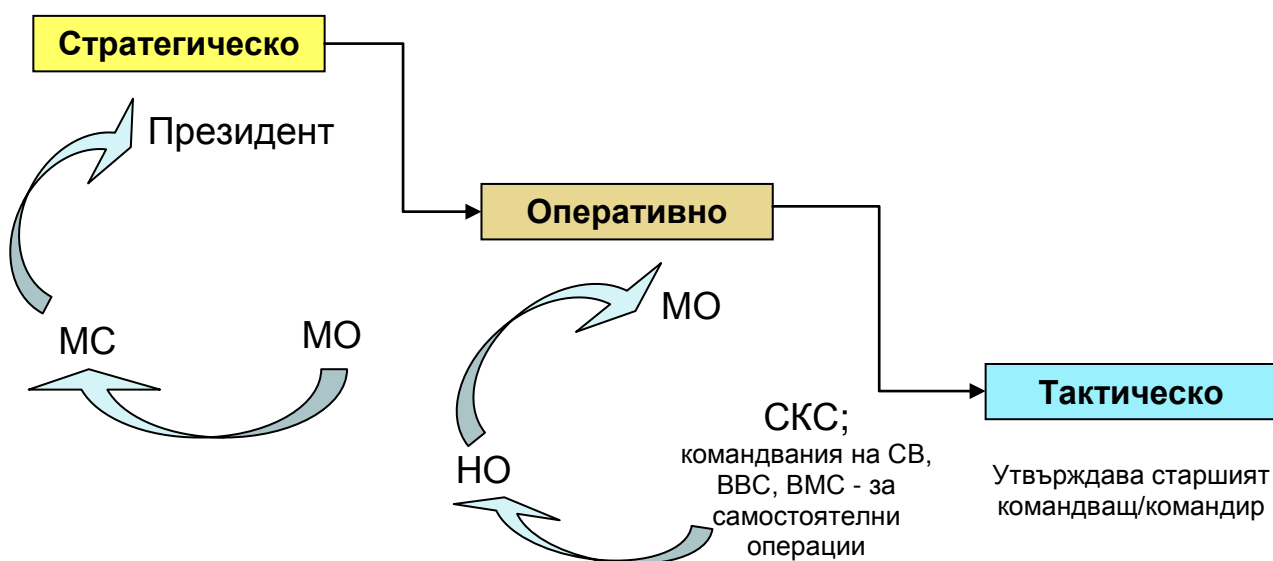 Стратегическо
Президент
МС
МО
Оперативно
МО
НО
СКС;
командвания на СВ,
ВВС, ВМС - за
самостоятелни
операции
Тактическо
Утвърждава старшият
командващ/командир